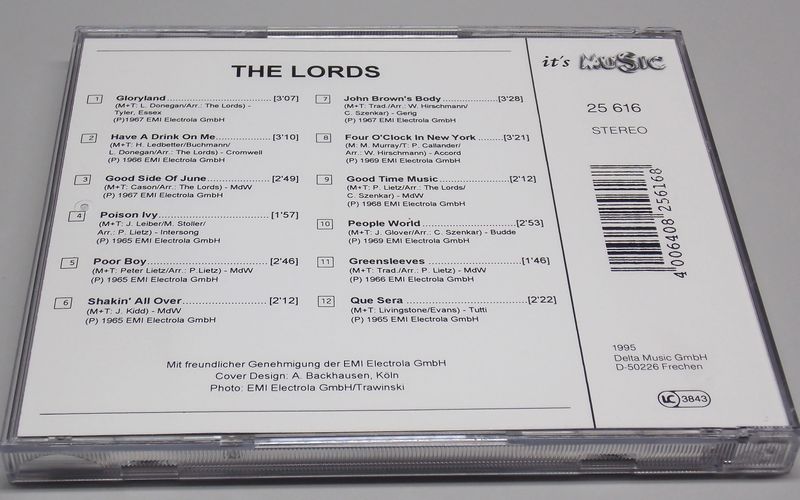 THE LORDS
1 Gloryland [3'07]
(M+T: L. Donegan/Arr.: The Lords) -
Tyler, Essex
(P)1967 EMI Electrola GmbH
2 Have A Drink On Me [3'10]
(M+T: H. Ledbetter/Buchmann/
L. Donegan/Arr.: The Lords) - Cromwell
(P) 1966 EMI Electrola GmbH
3 Good Side Of June [2'49]
(M+T: Cason/Arr.: The Lords) - MdW
(P) 1967 EMI Electrola GmbH
4 Poison Ivy [1'57]
(M+T: J. Leiber/M. Stoller/
Arr.: P. Lietz) - Intersong
(P) 1965 EMI Electrola GmbH
5 Poor Boy [2'46]
(M+T: Peter Lietz/Arr.: P.Lietz) - MdW
(P) 1965 EMI Electrola GmbH
6 Shakin' All Over [2'12]
(M+T: J. Kidd) - MdW
(P) 1965 EMI Electrola GmbH
7 John Brown's Body [3'28]
(M+T: Trad./Arr.: W. Hirschmann/
C. Szenkar) - Gerig
(P) 1967 EMI Electrola GmbH
8 Four O'Clock In New York [3'21]
(M: M. Murray/T: P. Callander/
Arr.: W. Hirschmann) - Accord
(P) 1969 EMI Electrola GmbH
9 Good Time Music [2'12]
(M+T: P. Lietz/Arr.: The Lords/
C. Szenkar) - MdW
(P) 1968 EMI Electrola GmbH
10 People World [2'53]
(M+T: J. Glover/Arr.: C. Szenkar) - Budde
(P) 1969 EMI Electrola GmbH
11 Greensleeves [1'46]
(M+T: Trad./Arr.: P. Lietz) - MdW
(P) 1966 EMI Electrola GmbH
12 Que Sera [2'22]
(M+T: Livingstone/Evans) - Tutti
(P) 1965 EMI Electrola GmbH
Mit freundlicher Genehmigung der EMI Electrola GmbH
Cover Design: A. Backhausen, Köln
Photo: EMI Electrola GmbH/Trawinski
it's MUSIC
25 616
STEREO
4 006408 256168
1995
Delta Music GmbH
D-50226 Frechen
LC 3843